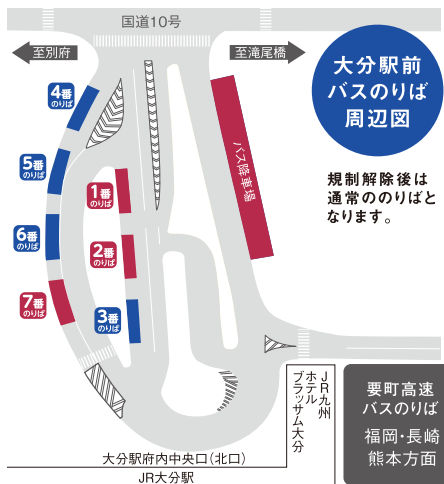 国道10号
至別府
至滝尾橋
大分駅前
バスのりば
周辺図
規制解除後は
通常ののりばと
なります。
4番
のりば
5番
のりば
6番
のりば
7番
のりば
1番
のりば
2番
のりば
3番
のりば
バス降車場
JR九州
ホテル
ブラッサム大分
要町高速
バスのりば
福岡・長崎
熊本方面
大分駅府内中央口(北口)
JR大分駅